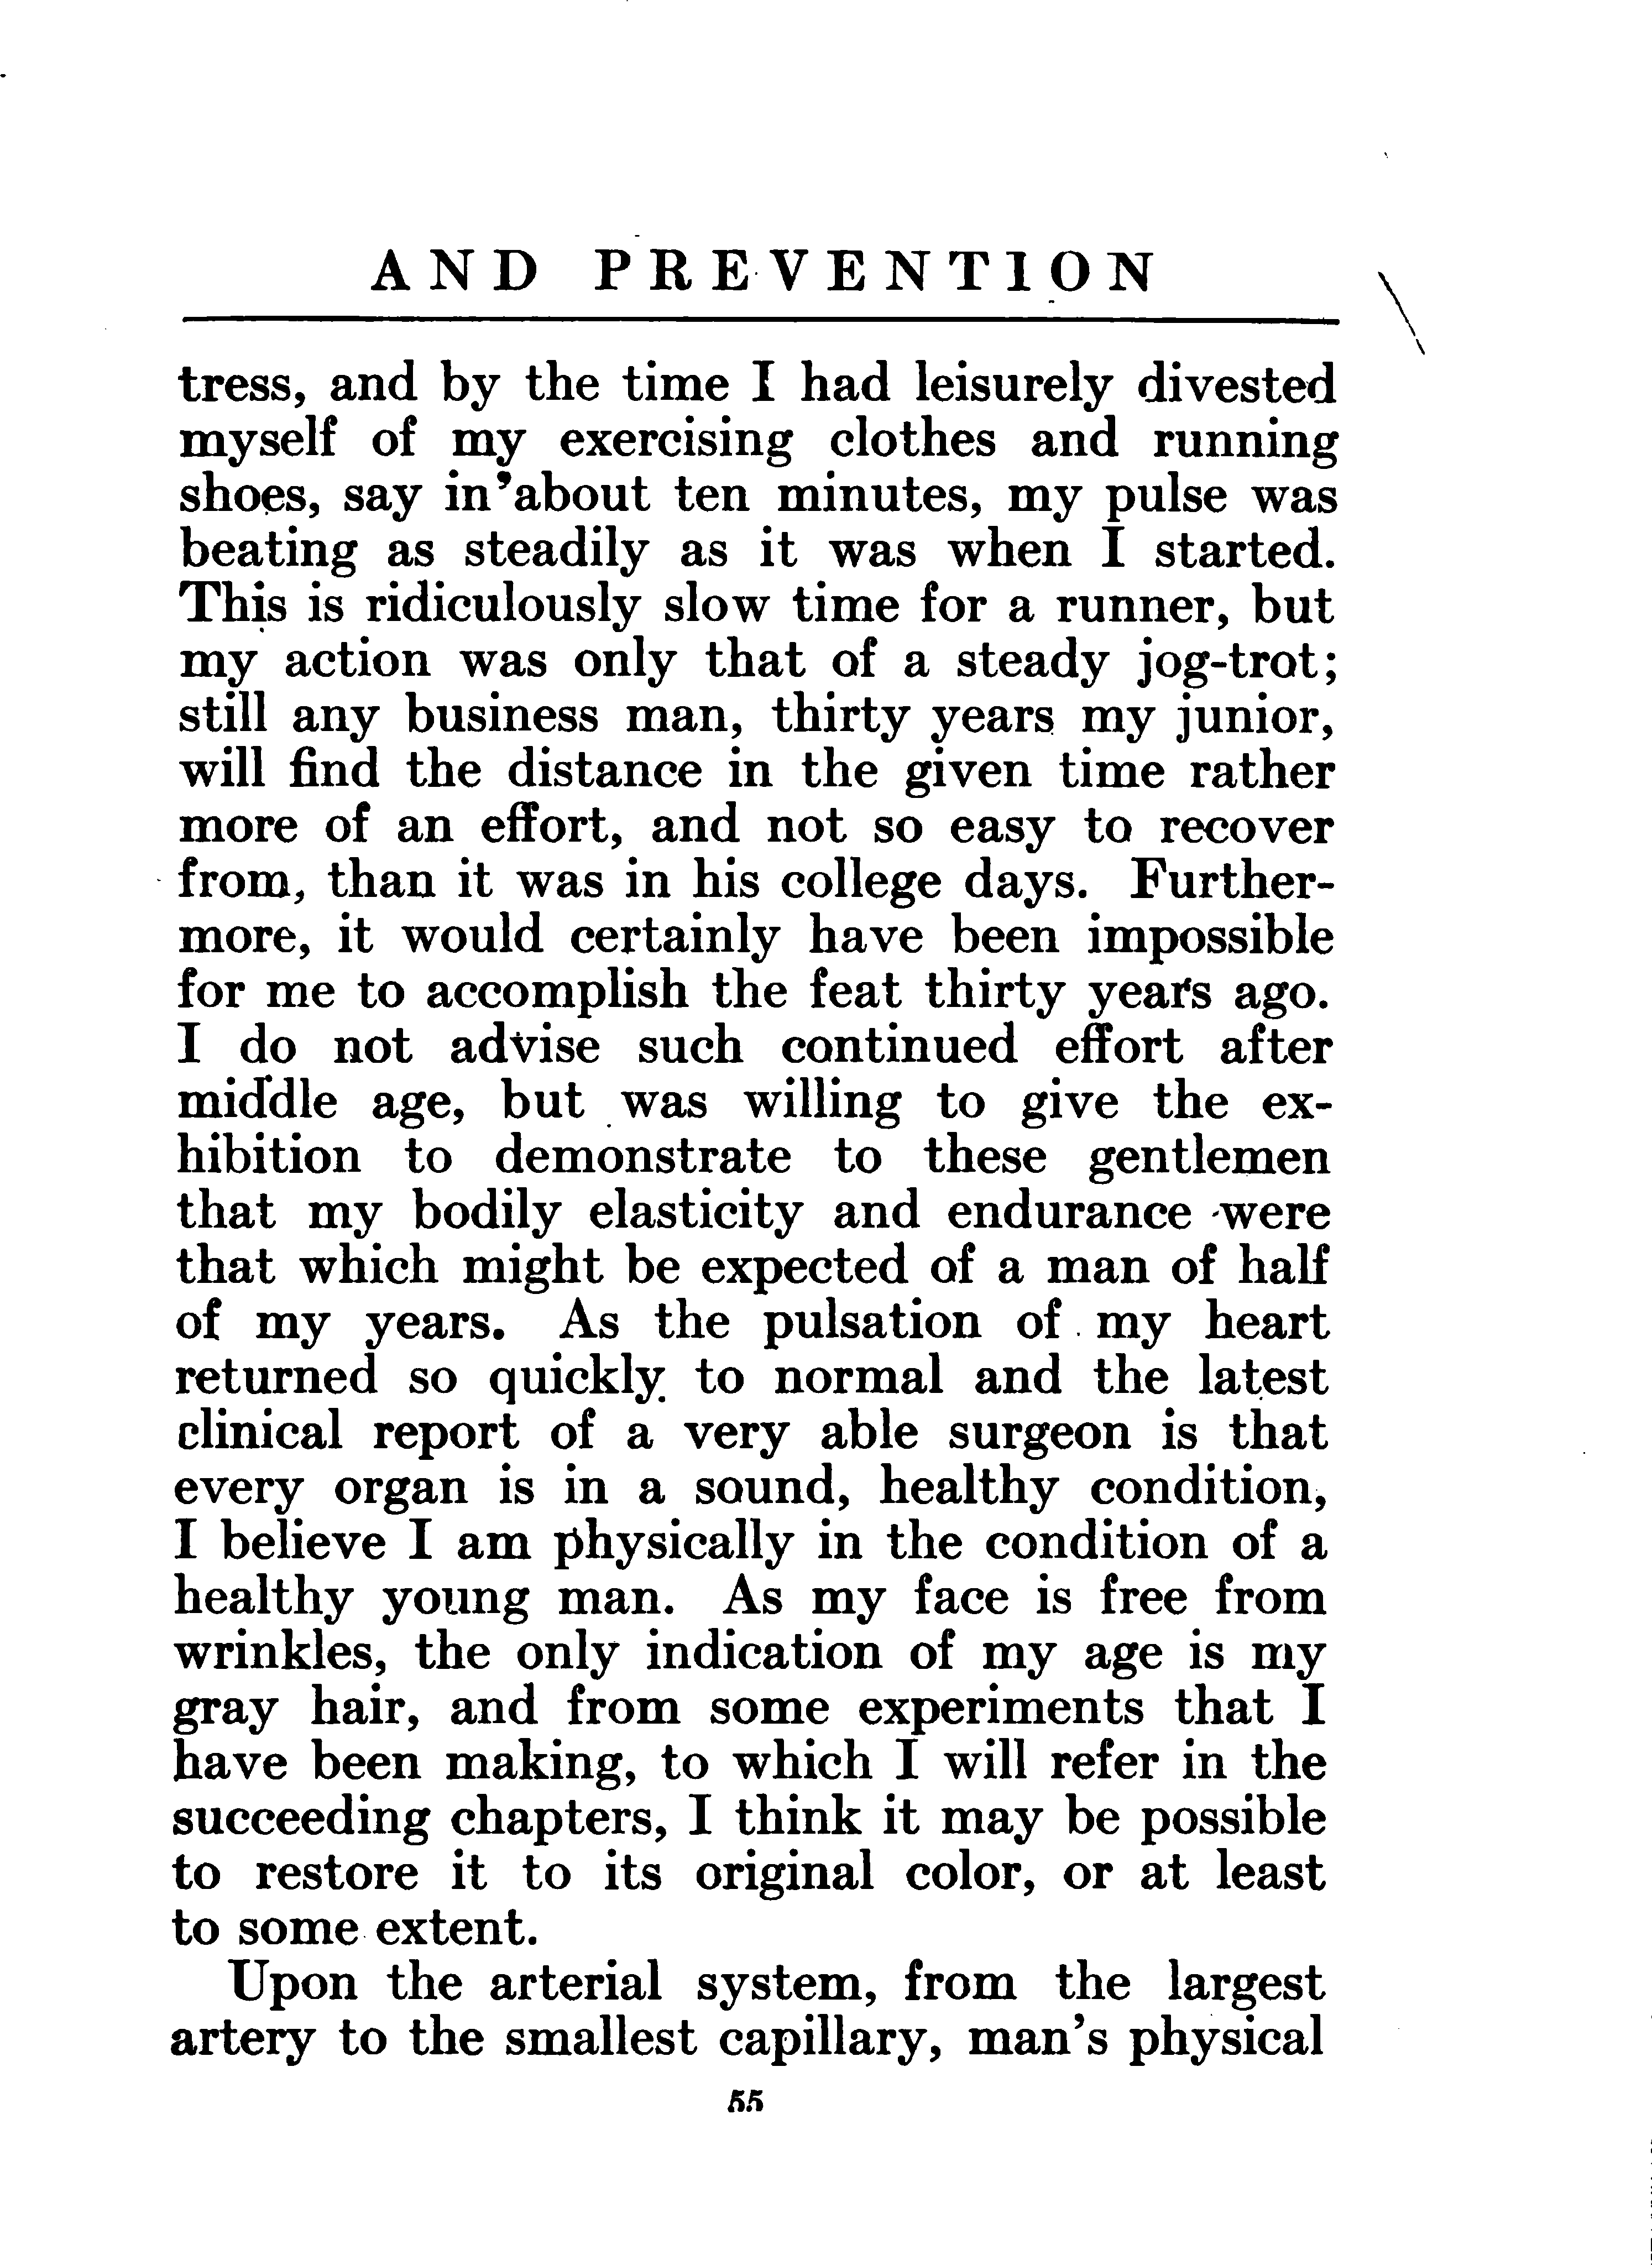 AND PREVENTION
tress, and by the time I had leisurely divested
myself of my exercising clothes and running
shoes, say in about ten minutes, my pulse was
beating as steadily as it was when I started.
This is ridiculously slow time for a runner, but
my action was only that of a steady jog-trot;
still any business man, thirty years my junior,
will find the distance in the given time rather
more of an effort, and not so easy to recover
from, than it was in his college days. Further-
more, it would certainly have been impossible
for me to accomplish the feat thirty years ago.
I do not advise such continued effort after
middle age, but was willing to give the ex-
hibition to demonstrate to these gentlemen
that my bodily elasticity and endurance were
that which might be expected of a man of half
of my years. As the pulsation of my heart
returned so quickly to normal and the latest
clinical report of a very able surgeon is that
every organ is in a sound, healthy condition,
I believe I am physically in the condition of a
healthy young man. As my face is free from
wrinkles, the only indication of my age is my
gray hair, and from some experiments that I
have been making, to which I will refer in the
succeeding chapters, I think it may be possible
to restore it to its original color, or at least
to some extent.
Upon the arterial system, from the largest
artery to the smallest capillary, man's physical
55